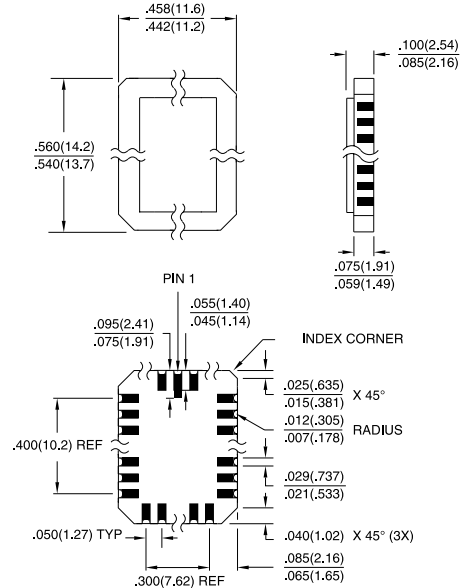 .458(11.6)
.442(11.2)
.100(2.54)
.085(2.16)
.560(14.2)
.540(13.7)
.075(1.91)
.059(1.49)
PIN 1
.055(1.40)
.045(1.14)
.095(2.41)
.075(1.91)
INDEX CORNER
.025(.635)
.015(.381) X 45°
.012(.305)
.007(.178) RADIUS
.400(10.2) REF
.029(.737)
.021(.533)
.050(1.27) TYP
.040(1.02) X 45° (3X)
.085(2.16)
.065(1.65)
.300(7.62) REF